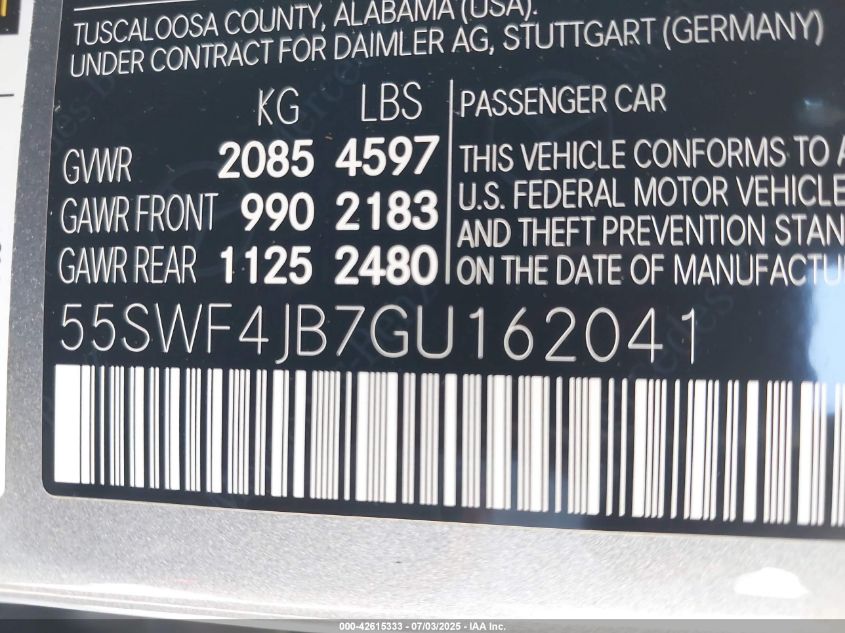 TUSCALOOSA COUNTY, ALABAMA (USA).
UNDER CONTRACT FOR DAIMLER AG, STUTTGART (GERMANY)
KG LBS
GVWR 2085 4597
GAWR FRONT 990 2183
GAWR REAR 1125 2480
PASSENGER CAR
THIS VEHICLE CONFORMS TO A
U.S. FEDERAL MOTOR VEHICLE
AND THEFT PREVENTION STAN
ON THE DATE OF MANUFACTU
55SWF4JB7GU162041
000-42615333 - 07/03/2025 - IAA Inc.